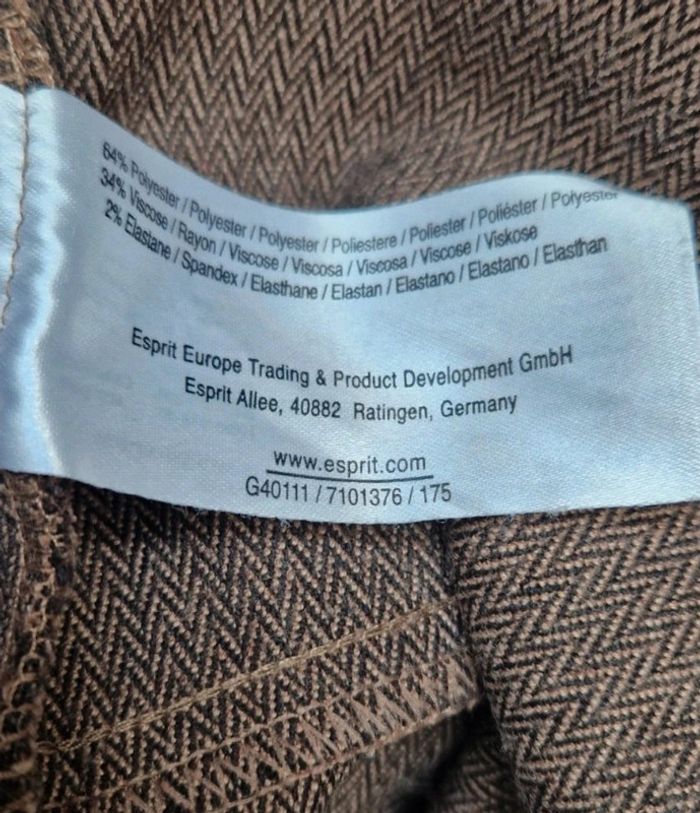 64% Polyester / Polyester / Polyester / Poliestere / Poliester / Poliéster / Polyester
34% Viscose / Rayon / Viscose / Viscosa / Viscosa / Viscose / Viskose
2% Elastane / Spandex / Elasthane / Elastan / Elastano / Elastano / Elasthan
Esprit Europe Trading & Product Development GmbH
Esprit Allee, 40882 Ratingen, Germany
www.esprit.com
G40111 / 7101376 / 175